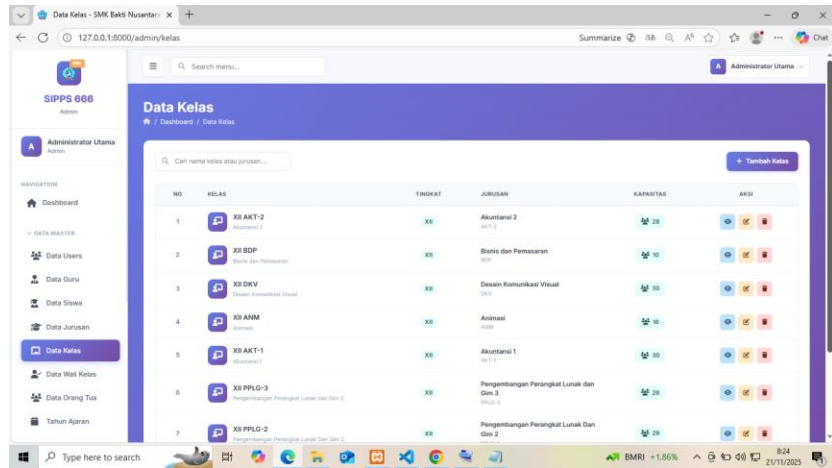 Data Kelas - SMK Bakti Nusantar
127.0.0.1:8000/admin/kelas
Summarize
Chat
PRO
SIPPS 666
Admin
Search menu...
A Administrator Utama
A Administrator Utama
Admin
NAVIGATION
Dashboard
DATA MASTER
Data Users
Data Guru
Data Siswa
Data Jurusan
Data Kelas
Data Wali Kelas
Data Orang Tua
Tahun Ajaran
Data Kelas
/ Dashboard / Data Kelas
Cari nama kelas atau jurusan...
+ Tambah Kelas
NO KELAS TINGKAT JURUSAN KAPASITAS AKSI
1 XII AKT-2 XII Akuntansi 2 28
Akuntansi 2 AKT-2
2 XII BDP XII Bisnis dan Pemasaran 10
Bisnis dan Pemasaran BDP
3 XII DKV XII Desain Komunikasi Visual 30
Desain Komunikasi Visual DKV
4 XII ANM XII Animasi 16
Animasi ANM
5 XII AKT-1 XII Akuntansi 1 30
Akuntansi 1 AKT-1
6 XII PPLG-3 XII Pengembangan Perangkat Lunak dan Gim 3 28
Pengembangan Perangkat Lunak dan Gim 3 PPLG-3
7 XII PPLG-2 XII Pengembangan Perangkat Lunak Dan Gim 2 29
Pengembangan Perangkat Lunak Dan Gim 2
Type here to search
BMRI +1.86%
8:24
21/11/2025